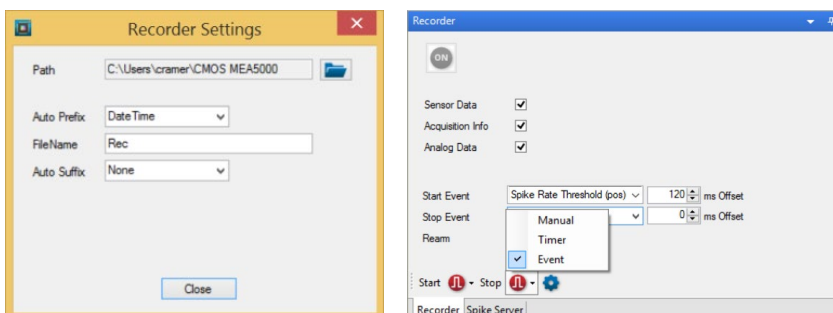 Recorder Settings
Path C:\Users\cramer\CMOS MEA5000
Auto Prefix DateTime
FileName Rec
Auto Suffix None
Close
Recorder
ON
Sensor Data
Acquisition Info
Analog Data
Start Event Spike Rate Threshold (pos) 120 ms Offset
Stop Event 0 ms Offset
Rearm
Manual
Timer
Event
Start Stop
Recorder Spike Server